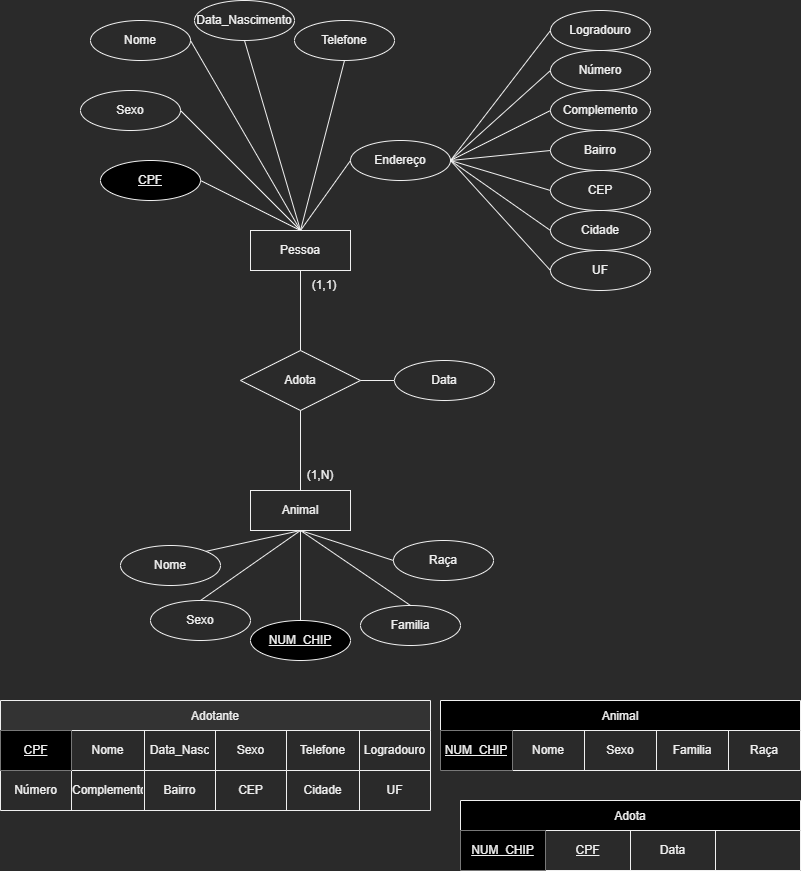 Data_Nascimento
Nome
Telefone
Logradouro
Número
Sexo
Complemento
Bairro
Endereço
CPF
CEP
Cidade
Pessoa
UF
(1,1)
Adota
Data
(1,N)
Animal
Nome
Raça
Sexo
Familia
NUM_CHIP
Adotante
CPF Nome Data_Nasc Sexo Telefone Logradouro
Número Complemento Bairro CEP Cidade UF
Animal
NUM_CHIP Nome Sexo Familia Raça
Adota
NUM_CHIP CPF Data